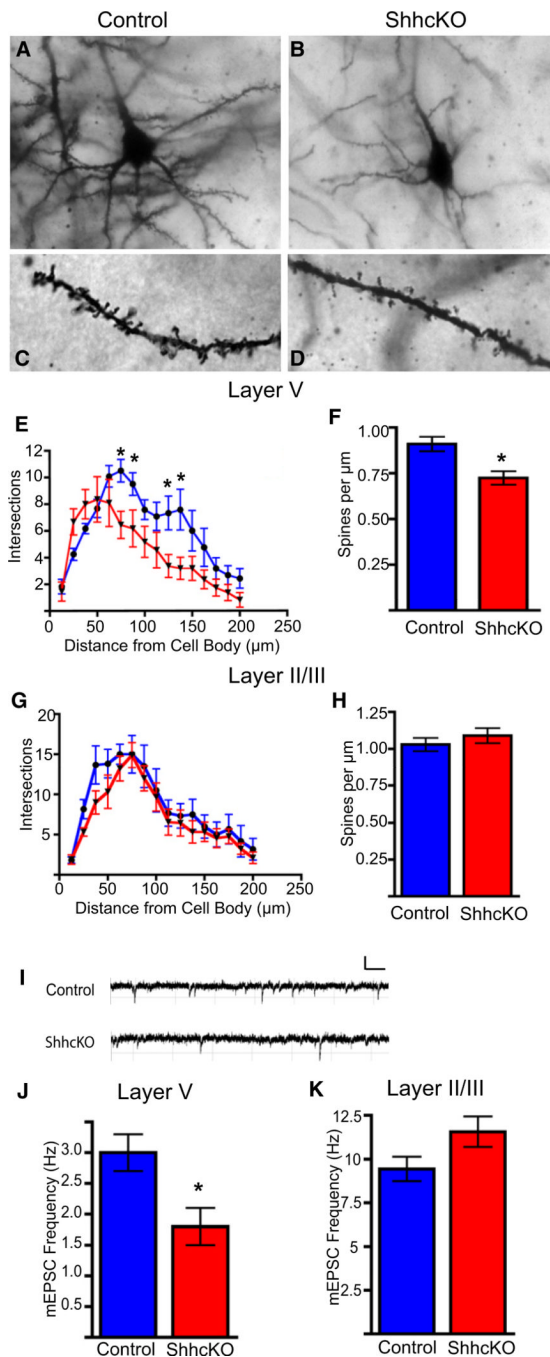 Control
ShhcKO
A
B
C
D
Layer V
E
12
10
8
6
4
2
Intersections
*
*
*
*
0
50
100
150
200
250
Distance from Cell Body (µm)
F
1.00
0.75
0.50
0.25
Spines per µm
*
Control
ShhcKO
Layer II/III
G
20
15
10
5
Intersections
0
50
100
150
200
250
Distance from Cell Body (µm)
H
1.25
1.00
0.75
0.50
0.25
Spines per µm
Control
ShhcKO
I
Control
ShhcKO
J
Layer V
3.0
2.5
2.0
1.5
1.0
0.5
mEPSC Frequency (Hz)
*
Control
ShhcKO
K
Layer II/III
12.5
10
7.5
5
2.5
mEPSC Frequency (Hz)
Control
ShhcKO